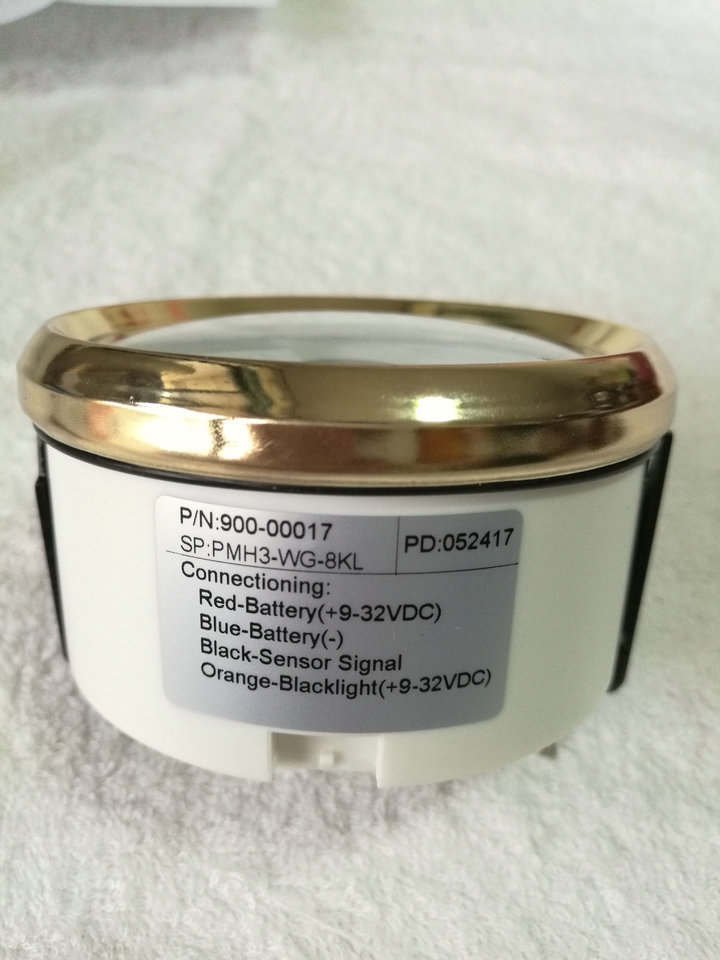 P/N:900-00017
SP:PMH3-WG-8KL
PD:052417
Connectioning:
Red-Battery(+9-32VDC)
Blue-Battery(-)
Black-Sensor Signal
Orange-Blacklight(+9-32VDC)